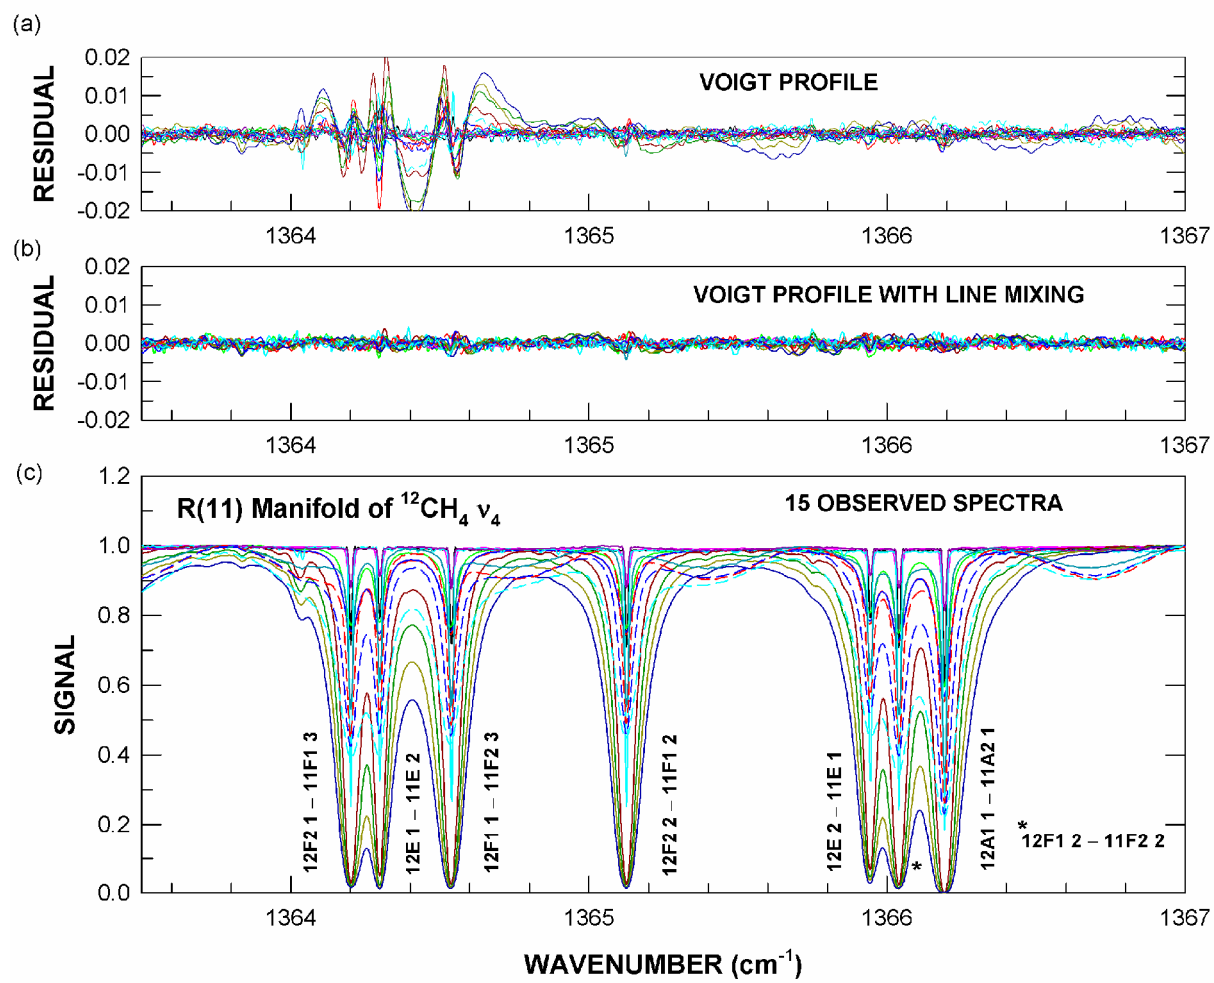 (a)
0.02
0.01
0.00
-0.01
-0.02
RESIDUAL
VOIGT PROFILE
1364
1365
1366
1367
(b)
0.02
0.01
0.00
-0.01
0.02
RESIDUAL
VOIGT PROFILE WITH LINE MIXING
1364
1365
1366
1367
(c)
1.2
1.0
0.8
0.6
0.4
0.2
0.0
SIGNAL
R(11) Manifold of ¹²CH₄ ν₄
15 OBSERVED SPECTRA
12F2 1 – 11F1 3
12E 1 – 11E 2
12F1 1 – 11F2 3
12F2 2 – 11F1 2
12E 2 – 11E 1
*
12A1 1 – 11A2 1
*
12F1 2 – 11F2 2
1364
1365
1366
1367
WAVENUMBER (cm⁻¹)